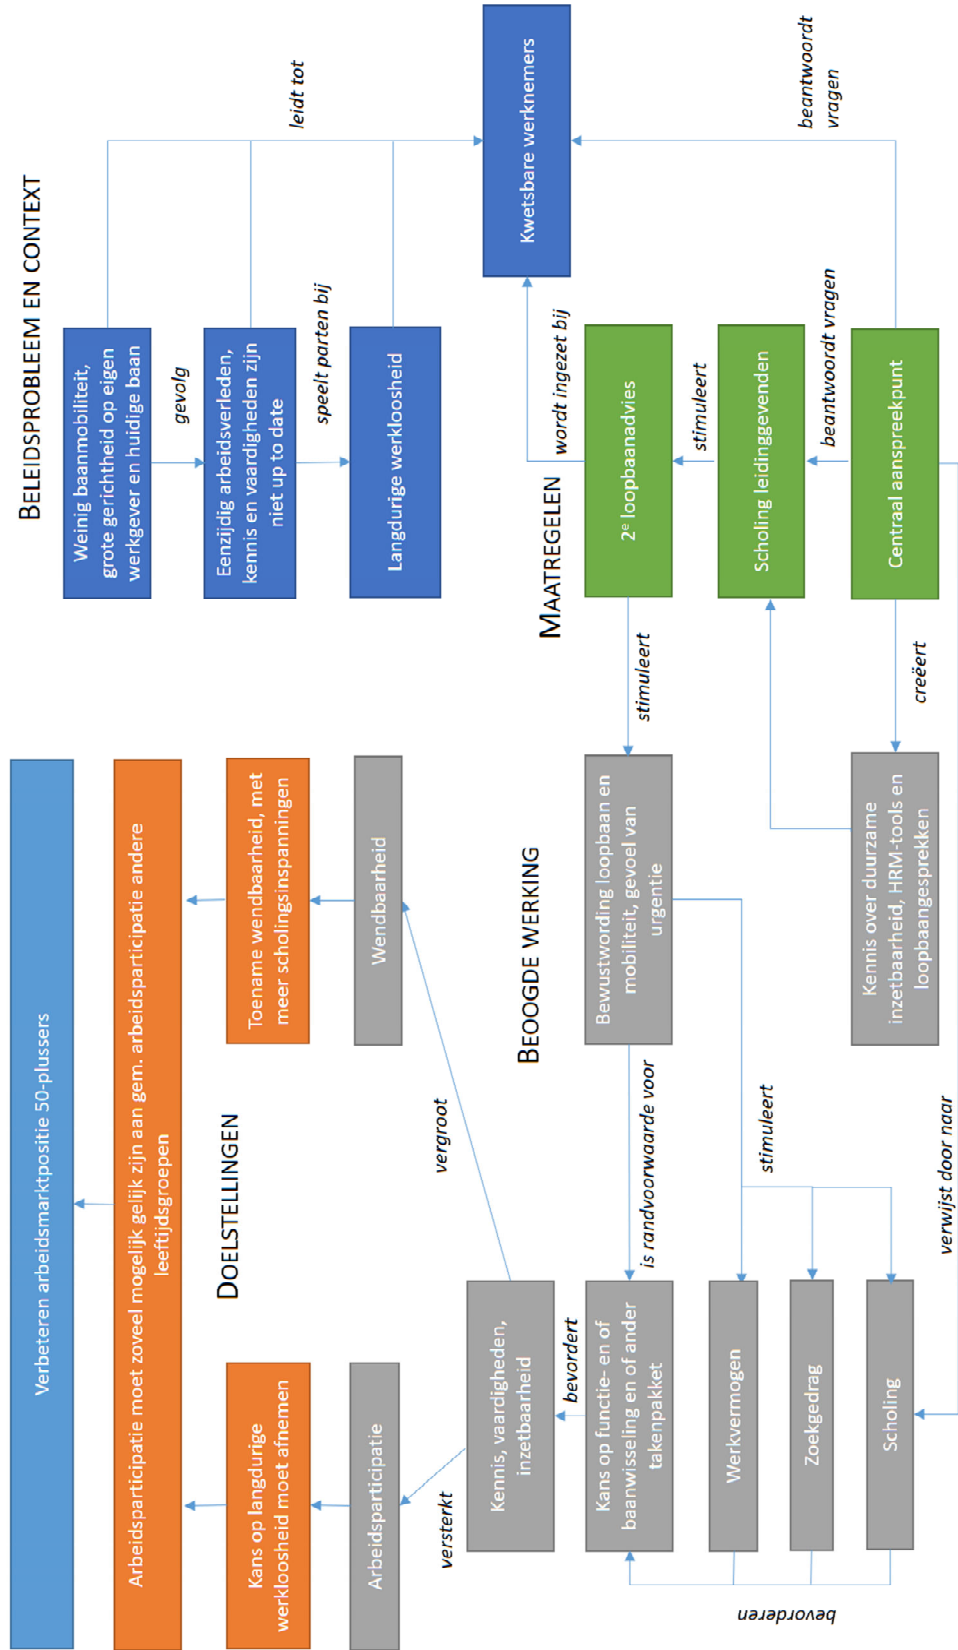 Verbeteren arbeidsmarktpositie 50-plussers
Arbeidsparticipatie moet zoveel mogelijk gelijk zijn aan gem. arbeidsparticipatie andere
leeftijdsgroepen
DOELSTELLINGEN
Kans op langdurige
werkloosheid moet afnemen
Toename wendbaarheid, met
meer scholingsinspanningen
Arbeidsparticipatie
Wendbaarheid
versterkt
vergroot
Kennis, vaardigheden,
inzetbaarheid
bevordert
BEOOGDE WERKING
Kans op functie- en of
baanwisseling en of ander
takenpakket
is randvoorwaarde voor
Bewustwording loopbaan en
mobiliteit, gevoel van
urgentie
stimuleert
Werkvermogen
Zoekgedrag
Scholing
bevorderen
stimuleert
verwijst door naar
Kennis over duurzame
inzetbaarheid, HRM-tools en
loopbaangesprekken
creëert
BELEIDSPROBLEEM EN CONTEXT
Weinig baanmobiliteit,
grote gerichtheid op eigen
werkgever en huidige baan
gevolg
Eenzijdig arbeidsverleden,
kennis en vaardigheden zijn
niet up to date
speelt parten bij
Langdurige werkloosheid
leidt tot
Kwetsbare werknemers
MAATREGELEN
wordt ingezet bij
2e loopbaanadvies
stimuleert
Scholing leidinggevenden
beantwoordt vragen
Centraal aanspreekpunt
beantwoordt
vragen